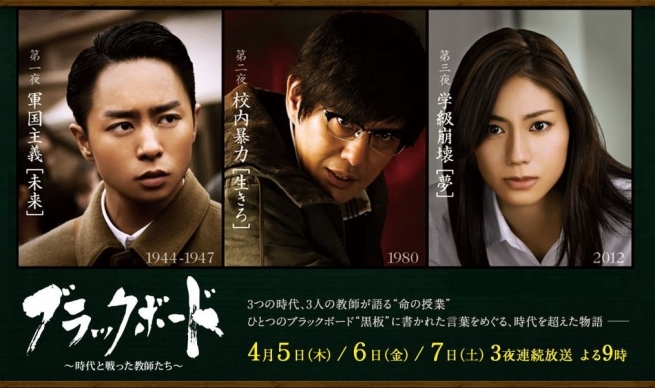 第一夜 軍国主義[未来]
1944-1947
第二夜 校内暴力[生きろ]
1980
第三夜 学級崩壊[夢]
2012
ブラックボード
～時代と戦った教師たち～
3つの時代、3人の教師が語る“命の授業”
ひとつのブラックボード“黒板”に書かれた言葉をめぐる、時代を超えた物語 ――
4月5日(木) / 6日(金) / 7日(土) 3夜連続放送 よる9時